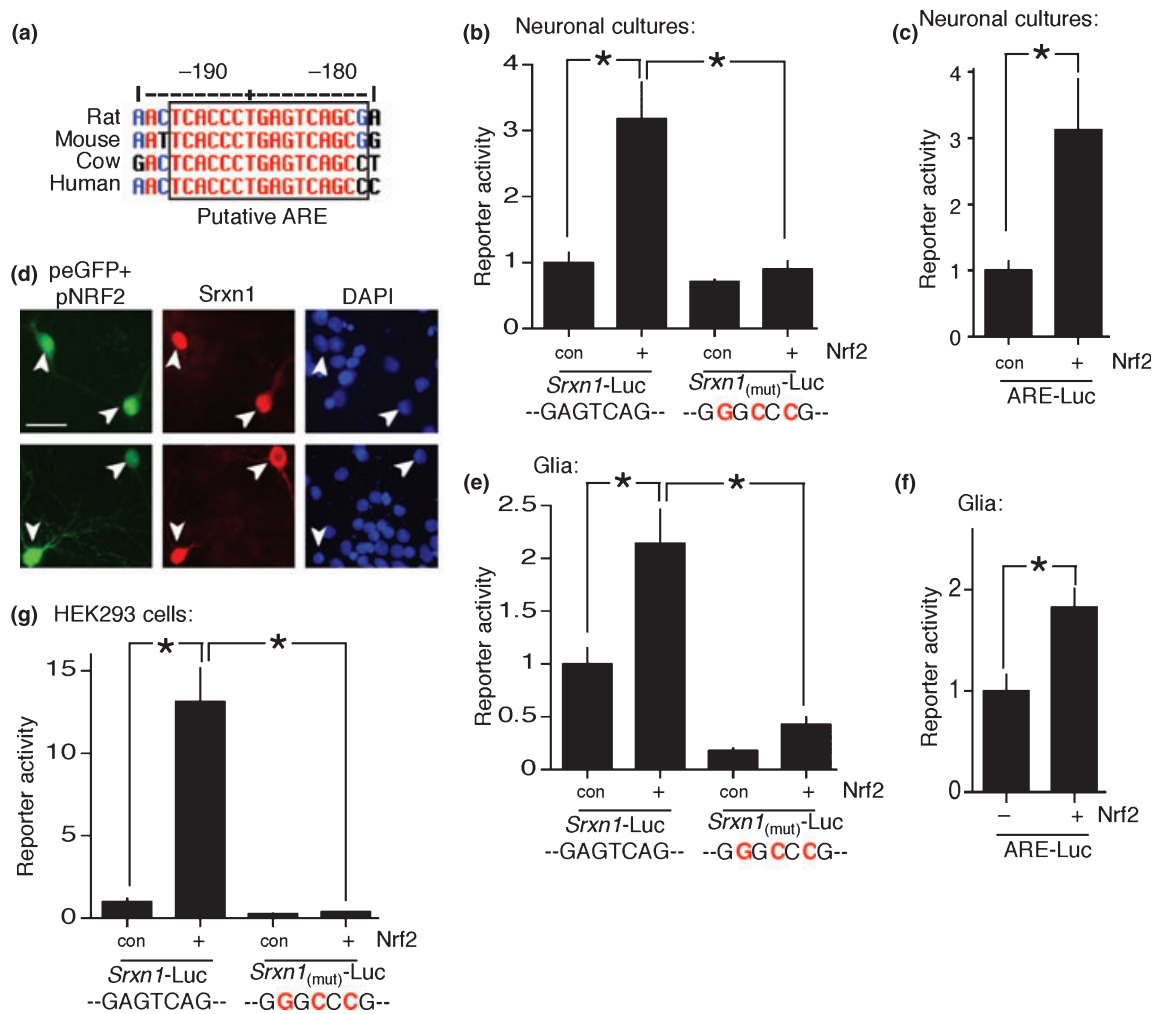 (a)
−190 −180
Rat AACTCACCCTGAGTCAGCGA
Mouse AATTCACCCTGAGTCAGCGG
Cow GACTCACCCTGAGTCAGCCT
Human AACTCACCCTGAGTCAGCCC
Putative ARE
(b) Neuronal cultures:
*
*
Reporter activity
4
3
2
1
0
con + con + Nrf2
Srxn1-Luc Srxn1(mut)-Luc
--GAGTCAG-- --GGGCCCG--
(c) Neuronal cultures:
*
Reporter activity
4
3
2
1
0
con + Nrf2
ARE-Luc
(d) peGFP+
pNRF2 Srxn1 DAPI
(e) Glia:
*
*
Reporter activity
2.5
2
1.5
1
0.5
0
con + con + Nrf2
Srxn1-Luc Srxn1(mut)-Luc
--GAGTCAG-- --GGGCCCG--
(f) Glia:
*
Reporter activity
2
1
0
− + Nrf2
ARE-Luc
(g) HEK293 cells:
*
*
Reporter activity
15
10
5
0
con + con + Nrf2
Srxn1-Luc Srxn1(mut)-Luc
--GAGTCAG-- --GGGCCCG--